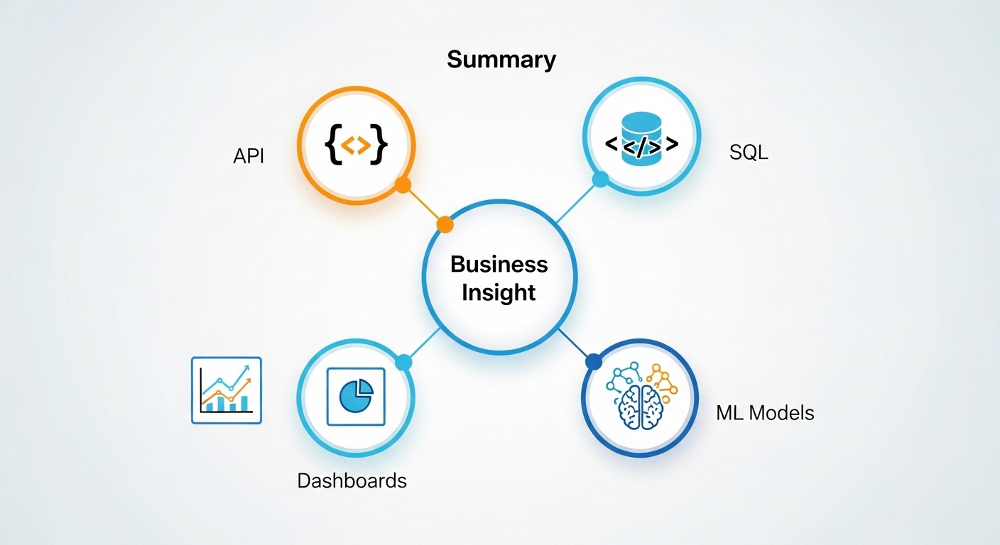 Summary
API
{<>}
<</>>
SQL
Business
Insight
ML Models
Dashboards